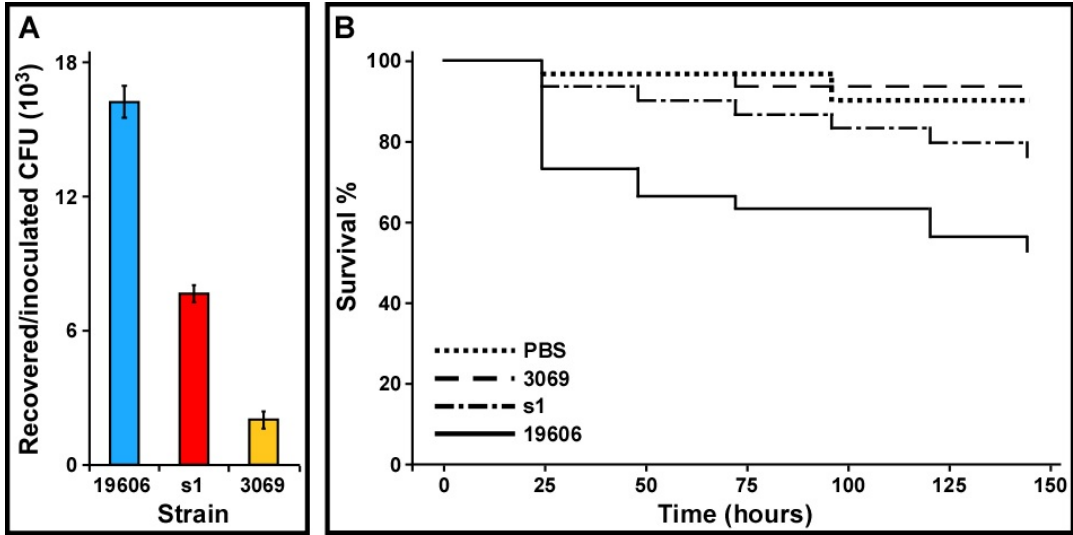 A
Recovered/inoculated CFU (10³)
18
12
6
0
19606 s1 3069
Strain
B
Survival %
100
80
60
40
20
0
PBS
3069
s1
19606
0 25 50 75 100 125 150
Time (hours)